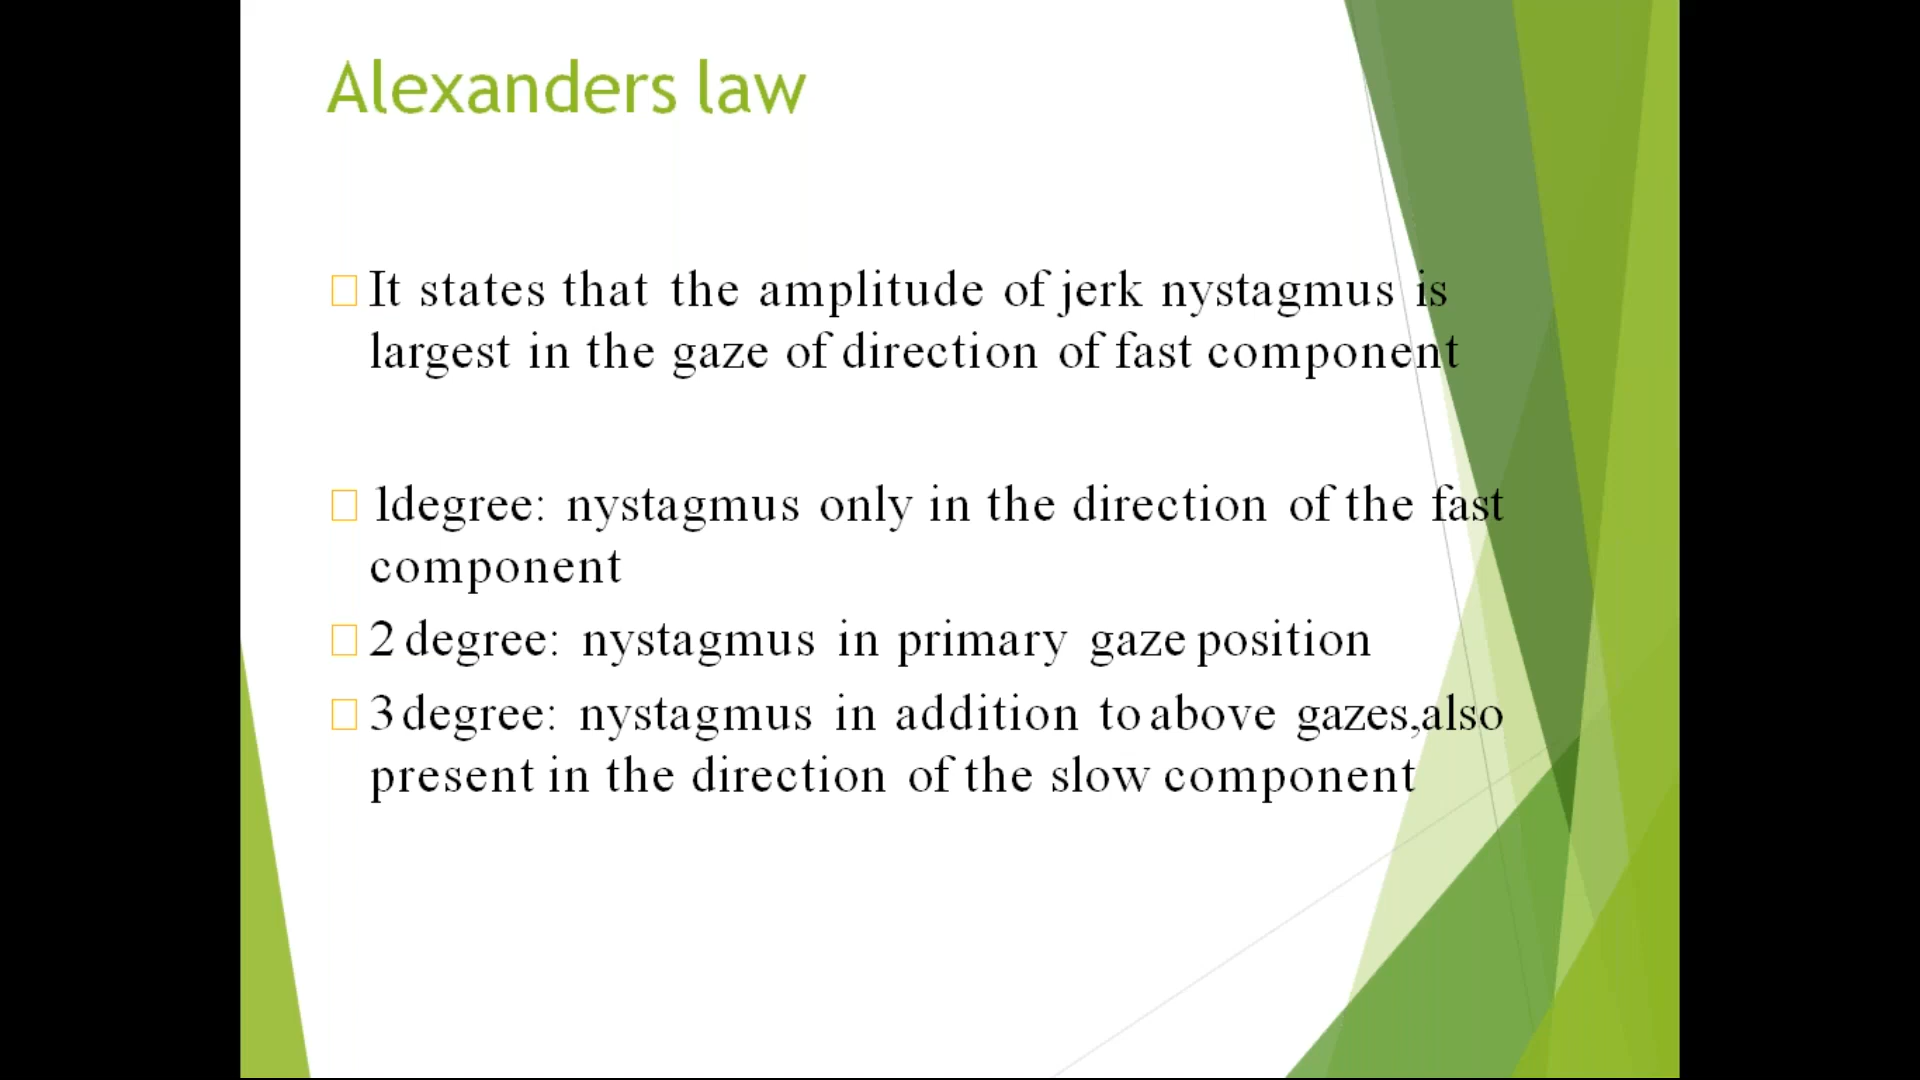 Alexanders law
It states that the amplitude of jerk nystagmus is
largest in the gaze of direction of fast component
1degree: nystagmus only in the direction of the fast
component
2 degree: nystagmus in primary gaze position
3 degree: nystagmus in addition to above gazes,also
present in the direction of the slow component